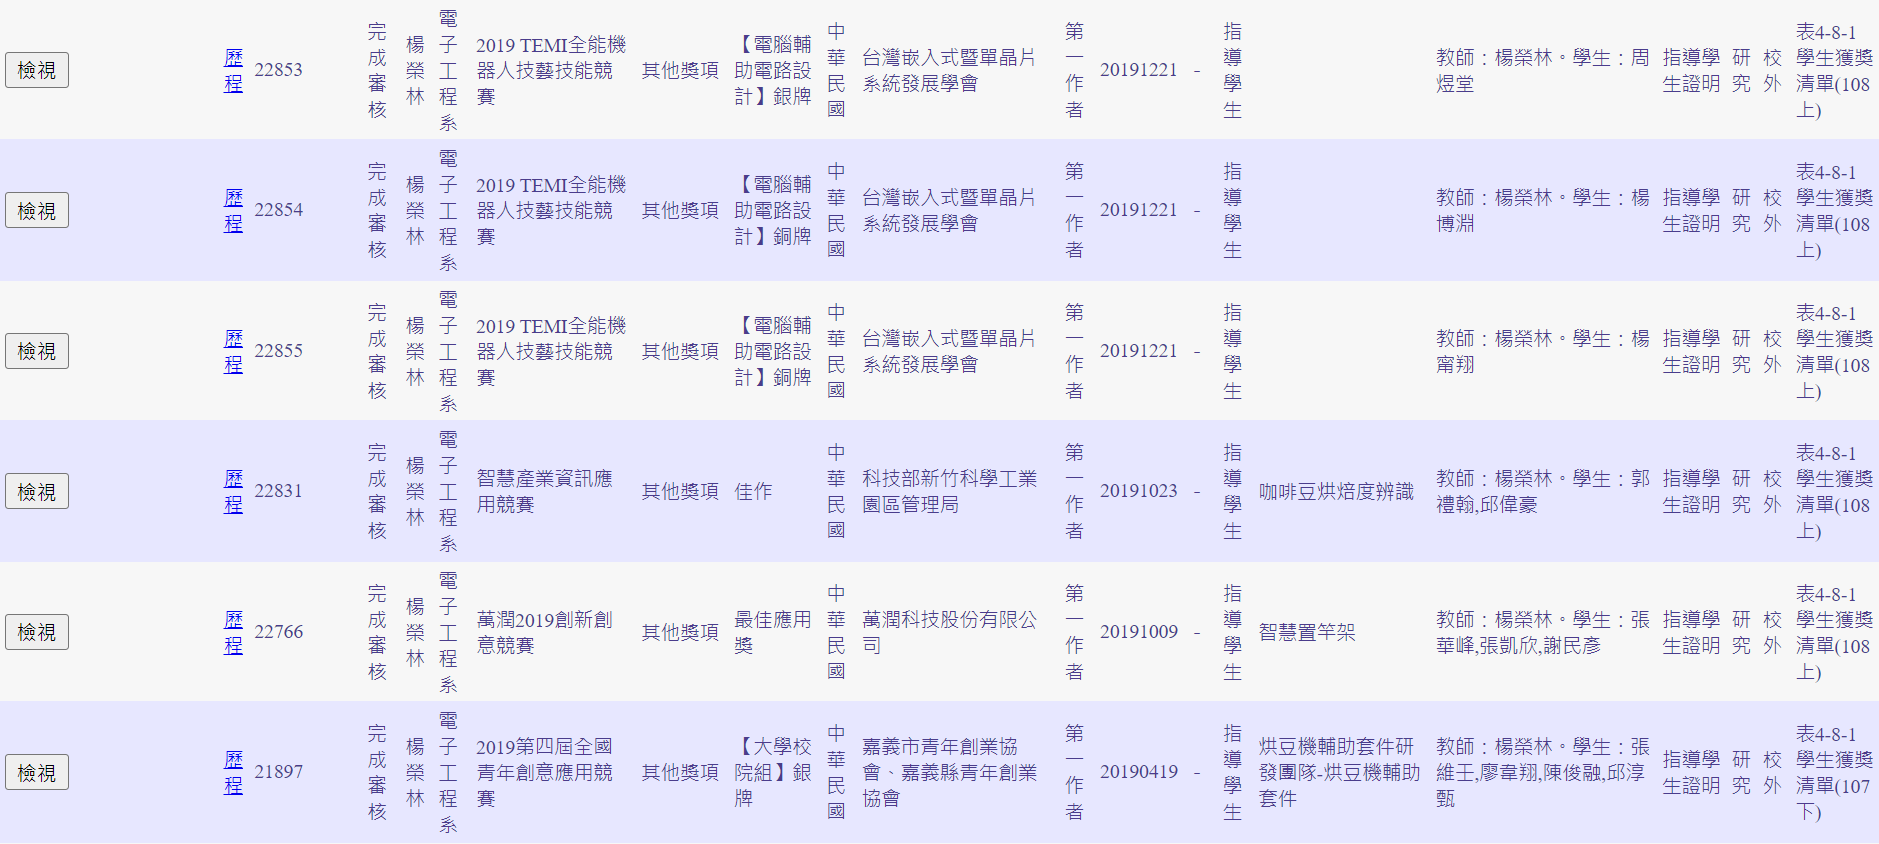 檢視 歷程 22853 完成審核 楊榮林 電子工程系 2019 TEMI全能機器人技藝技能競賽 其他獎項 【電腦輔助電路設計】銀牌 中華民國 台灣嵌入式暨單晶片系統發展學會 第一作者 20191221 - 指導學生 教師：楊榮林。學生：周煜堂 指導學生證明 研究 校外 表4-8-1學生獲獎清單(108上)
檢視 歷程 22854 完成審核 楊榮林 電子工程系 2019 TEMI全能機器人技藝技能競賽 其他獎項 【電腦輔助電路設計】銅牌 中華民國 台灣嵌入式暨單晶片系統發展學會 第一作者 20191221 - 指導學生 教師：楊榮林。學生：楊博淵 指導學生證明 研究 校外 表4-8-1學生獲獎清單(108上)
檢視 歷程 22855 完成審核 楊榮林 電子工程系 2019 TEMI全能機器人技藝技能競賽 其他獎項 【電腦輔助電路設計】銅牌 中華民國 台灣嵌入式暨單晶片系統發展學會 第一作者 20191221 - 指導學生 教師：楊榮林。學生：楊甯翔 指導學生證明 研究 校外 表4-8-1學生獲獎清單(108上)
檢視 歷程 22831 完成審核 楊榮林 電子工程系 智慧產業資訊應用競賽 其他獎項 佳作 中華民國 科技部新竹科學工業園區管理局 第一作者 20191023 - 指導學生 咖啡豆烘焙度辨識 教師：楊榮林。學生：郭禮翰,邱偉豪 指導學生證明 研究 校外 表4-8-1學生獲獎清單(108上)
檢視 歷程 22766 完成審核 楊榮林 電子工程系 萬潤2019創新創意競賽 其他獎項 最佳應用獎 中華民國 萬潤科技股份有限公司 第一作者 20191009 - 指導學生 智慧置竿架 教師：楊榮林。學生：張華峰,張凱欣,謝民彥 指導學生證明 研究 校外 表4-8-1學生獲獎清單(108上)
檢視 歷程 21897 完成審核 楊榮林 電子工程系 2019第四屆全國青年創意應用競賽 其他獎項 【大學校院組】銀牌 中華民國 嘉義市青年創業協會、嘉義縣青年創業協會 第一作者 20190419 - 指導學生 烘豆機輔助套件研發團隊-烘豆機輔助套件 教師：楊榮林。學生：張維壬,廖韋翔,陳俊融,邱淳甄 指導學生證明 研究 校外 表4-8-1學生獲獎清單(107下)